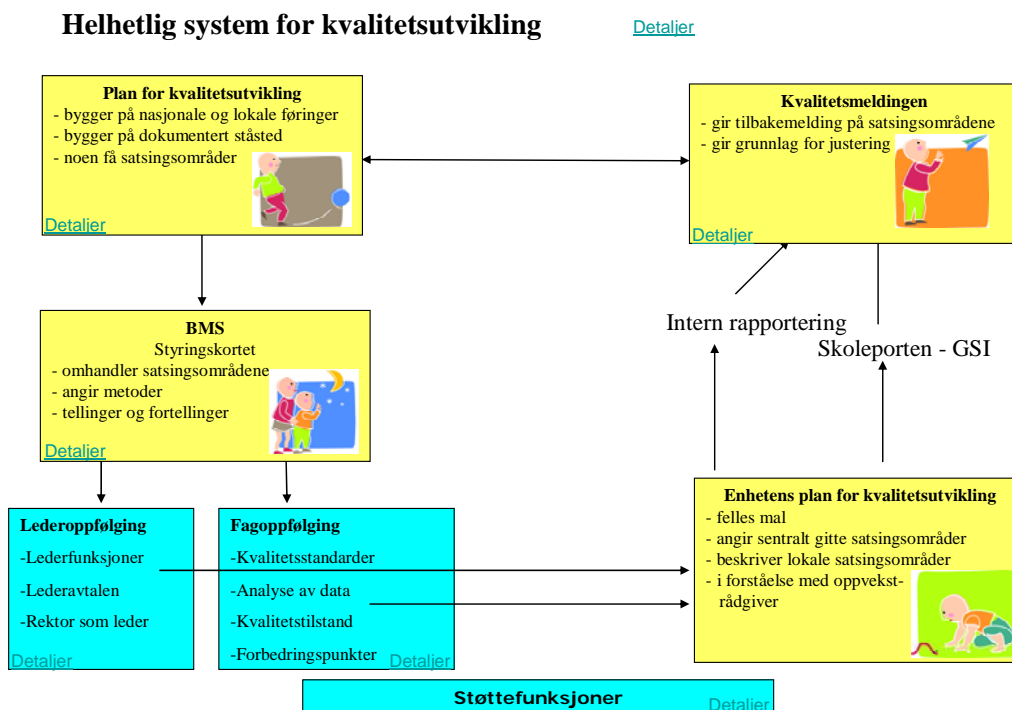 Helhetlig system for kvalitetsutvikling
Detaljer
Plan for kvalitetsutvikling
- bygger på nasjonale og lokale føringer
- bygger på dokumentert ståsted
- noen få satsingsområder
Detaljer
Kvalitetsmeldingen
- gir tilbakemelding på satsingsområdene
- gir grunnlag for justering
Detaljer
BMS
Styringskortet
- omhandler satsingsområdene
- angir metoder
- tellinger og fortellinger
Detaljer
Intern rapportering
Skoleporten - GSI
Lederoppfølging
-Lederfunksjoner
-Lederavtalen
-Rektor som leder
Detaljer
Fagoppfølging
-Kvalitetsstandarder
-Analyse av data
-Kvalitetstilstand
-Forbedringspunkter
Detaljer
Enhetens plan for kvalitetsutvikling
- felles mal
- angir sentralt gitte satsingsområder
- beskriver lokale satsingsområder
- i forståelse med oppvekst-
rådgiver
Støttefunksjoner
Detaljer